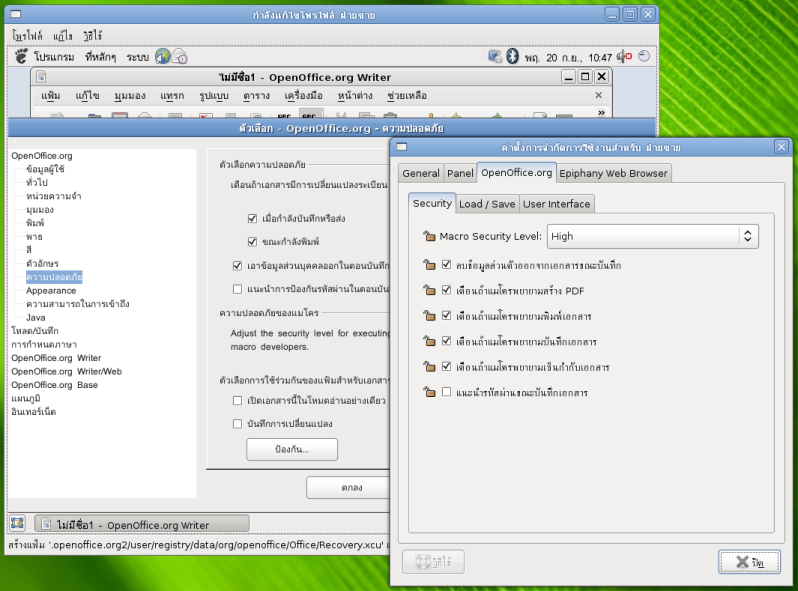 กำลังแก้ไขโพรไฟล์ ฝ่ายขาย
โพรไฟล์ แก้ไข วิธีใช้
โปรแกรม ที่หลักๆ ระบบ
พฤ. 20 ก.ย., 10:47
ไม่มีชื่อ1 - OpenOffice.org Writer
แฟ้ม แก้ไข มุมมอง แทรก รูปแบบ ตาราง เครื่องมือ หน้าต่าง ช่วยเหลือ
ตัวเลือก - OpenOffice.org - ความปลอดภัย
OpenOffice.org
ข้อมูลผู้ใช้
ทั่วไป
หน่วยความจำ
มุมมอง
พิมพ์
พาธ
สี
ตัวอักษร
ความปลอดภัย
Appearance
ความสามารถในการเข้าถึง
Java
โหลด/บันทึก
การกำหนดภาษา
OpenOffice.org Writer
OpenOffice.org Writer/Web
OpenOffice.org Base
แผนภูมิ
อินเทอร์เน็ต
ตัวเลือกความปลอดภัย
เตือนถ้าเอกสารมีการเปลี่ยนแปลงระเบียน
เมื่อกำลังบันทึกหรือส่ง
ขณะกำลังพิมพ์
เอาข้อมูลส่วนบุคคลออกในตอนบันทึก
แนะนำการป้องกันรหัสผ่านในตอนบัน
ความปลอดภัยของแมโคร
Adjust the security level for executing
macro developers.
ตัวเลือกการใช้ร่วมกันของแฟ้มสำหรับเอกสา
เปิดเอกสารนี้ในโหมดอ่านอย่างเดียว
บันทึกการเปลี่ยนแปลง
ป้องกัน...
ตกลง
ไม่มีชื่อ1 - OpenOffice.org Writer
สร้างแฟ้ม '.openoffice.org2/user/registry/data/org/openoffice/Office/Recovery.xcu'
ค่าตั้งการจำกัดการใช้งานสำหรับ ฝ่ายขาย
General Panel OpenOffice.org Epiphany Web Browser
Security Load / Save User Interface
Macro Security Level: High
ลบข้อมูลส่วนตัวออกจากเอกสารขณะบันทึก
เตือนถ้าแมโครพยายามสร้าง PDF
เตือนถ้าแมโครพยายามพิมพ์เอกสาร
เตือนถ้าแมโครพยายามบันทึกเอกสาร
เตือนถ้าแมโครพยายามเซ็นกำกับเอกสาร
แนะนำรหัสผ่านขณะบันทึกเอกสาร
วิธีใช้
ปิด